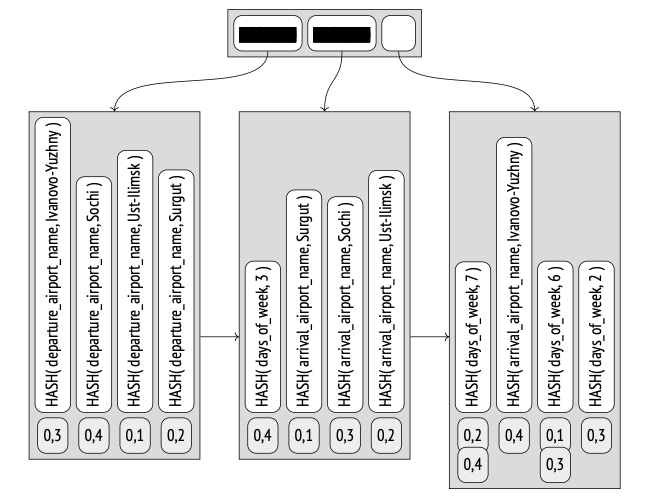 HASH( departure_airport_name, Ivanovo-Yuzhny )
HASH( departure_airport_name, Sochi )
HASH( departure_airport_name, Ust-Ilimsk )
HASH( departure_airport_name, Surgut )
0,3
0,4
0,1
0,2
HASH( days_of_week, 3 )
HASH( arrival_airport_name, Surgut )
HASH( arrival_airport_name, Sochi )
HASH( arrival_airport_name, Ust-Ilimsk )
0,4
0,1
0,3
0,2
HASH( days_of_week, 7 )
HASH( arrival_airport_name, Ivanovo-Yuzhny )
HASH( days_of_week, 6 )
HASH( days_of_week, 2 )
0,2
0,4
0,1
0,3
0,4
0,3